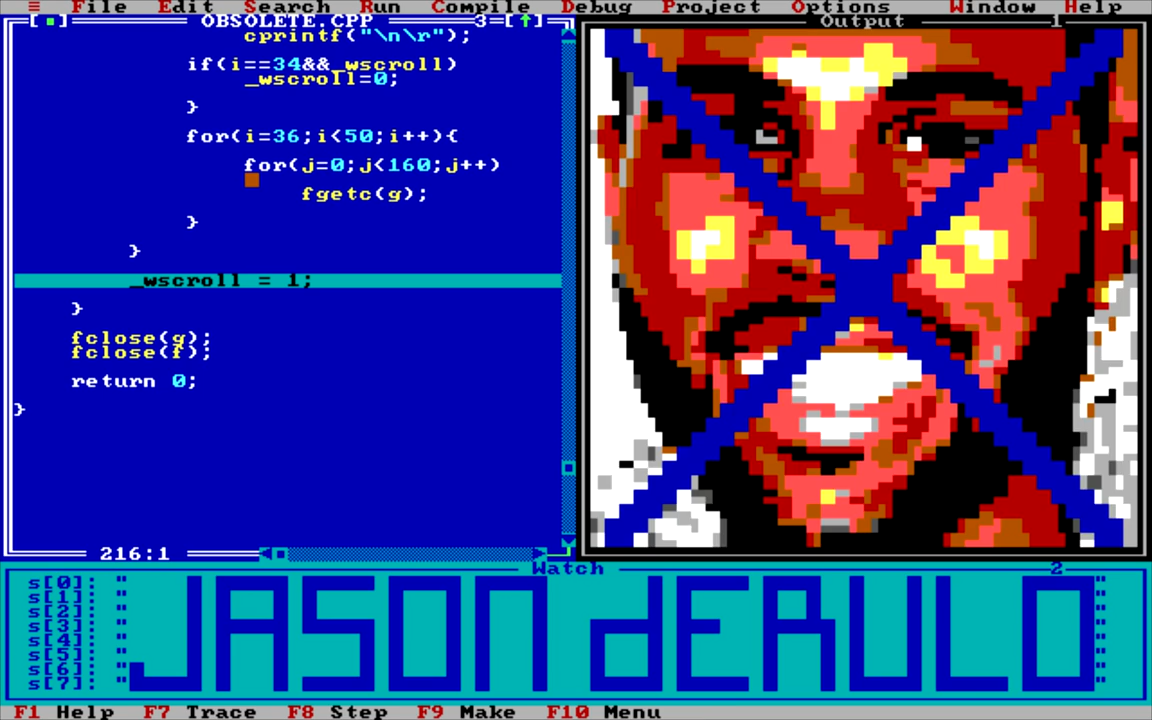 ≡ File Edit Search Run Compile Debug Project Options Window Help
OBSOLETE.CPP 3=[↑]
cprintf("\n\r");
if(i==34&&_wscroll)
_wscroll=0;
}
for(i=36;i<50;i++){
for(j=0;j<160;j++)
fgetc(g);
}
}
_wscroll = 1;
}
fclose(g);
fclose(f);
return 0;
}
216:1
Output 1
Watch 2
s[0]: "
s[1]: "
s[2]: "
s[3]: "
s[4]: "
s[5]: "
s[6]: "
s[7]: "
JASON dERULO
F1 Help F7 Trace F8 Step F9 Make F10 Menu